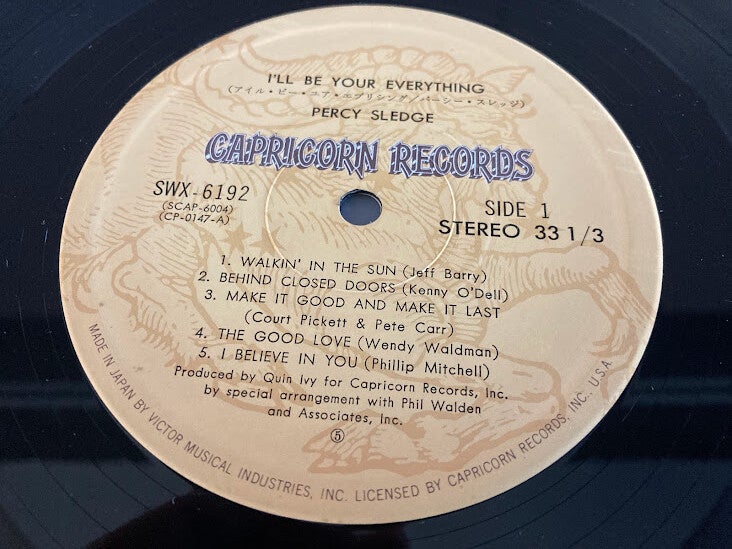 I'LL BE YOUR EVERYTHING
(アイル・ビー・ユア・エブリシング/パーシー・スレッジ)
PERCY SLEDGE
CAPRICORN RECORDS
SWX-6192
(SCAP-6004)
(CP-0147-A)
SIDE 1
STEREO 33 1/3
1. WALKIN' IN THE SUN (Jeff Barry)
2. BEHIND CLOSED DOORS (Kenny O'Dell)
3. MAKE IT GOOD AND MAKE IT LAST
(Court Pickett & Pete Carr)
4. THE GOOD LOVE (Wendy Waldman)
5. I BELIEVE IN YOU (Phillip Mitchell)
Produced by Quin Ivy for Capricorn Records, Inc.
by special arrangement with Phil Walden
and Associates, Inc.
⑤
MADE IN JAPAN BY VICTOR MUSICAL INDUSTRIES, INC. LICENSED BY CAPRICORN RECORDS, INC., U.S.A.